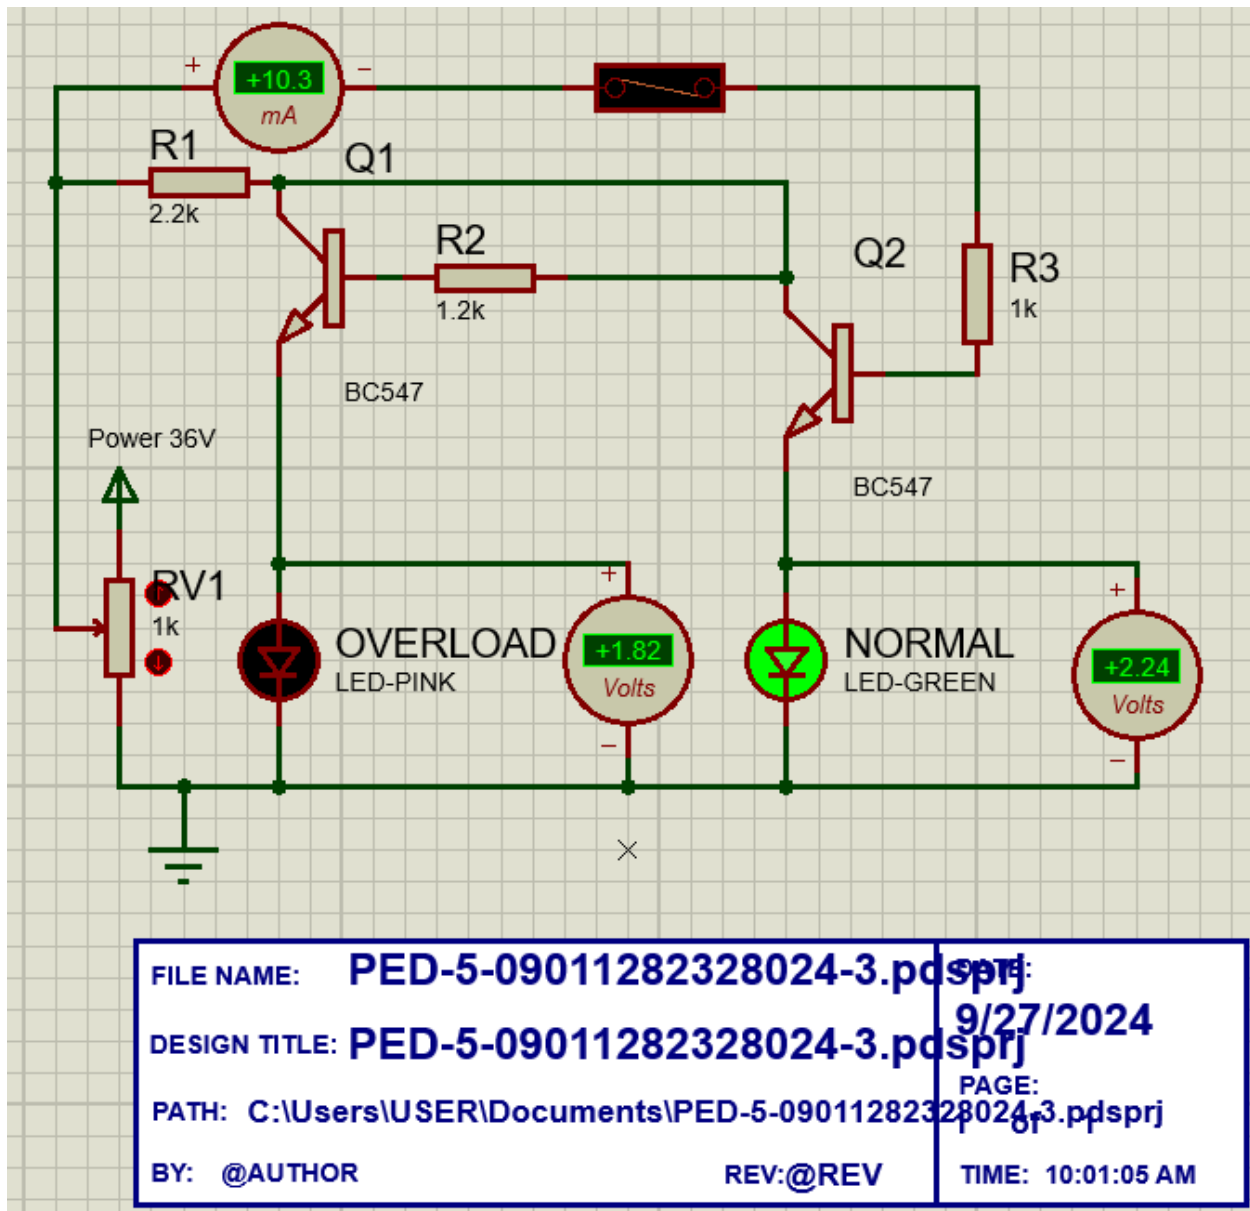 +10.3
mA
R1
2.2k
Q1
R2
1.2k
Q2
R3
1k
BC547
Power 36V
BC547
RV1
1k
OVERLOAD
LED-PINK
+1.82
Volts
NORMAL
LED-GREEN
+2.24
Volts
FILE NAME: PED-5-09011282328024-3.pdsprj
DATE:
9/27/2024
DESIGN TITLE: PED-5-09011282328024-3.pdsprj
PAGE:
PATH: C:\Users\USER\Documents\PED-5-09011282328024-3.pdsprj
of
BY: @AUTHOR
REV:@REV
TIME: 10:01:05 AM